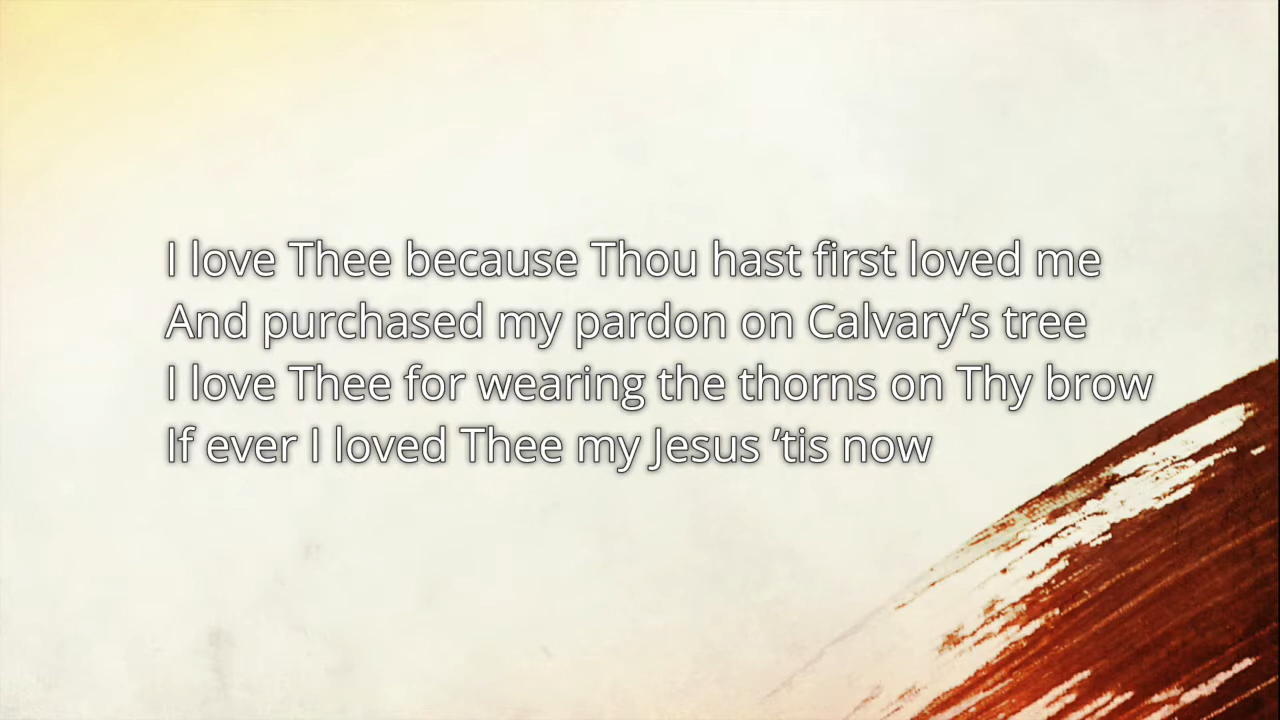 I love Thee because Thou hast first loved me
And purchased my pardon on Calvary’s tree
I love Thee for wearing the thorns on Thy brow
If ever I loved Thee my Jesus ’tis now